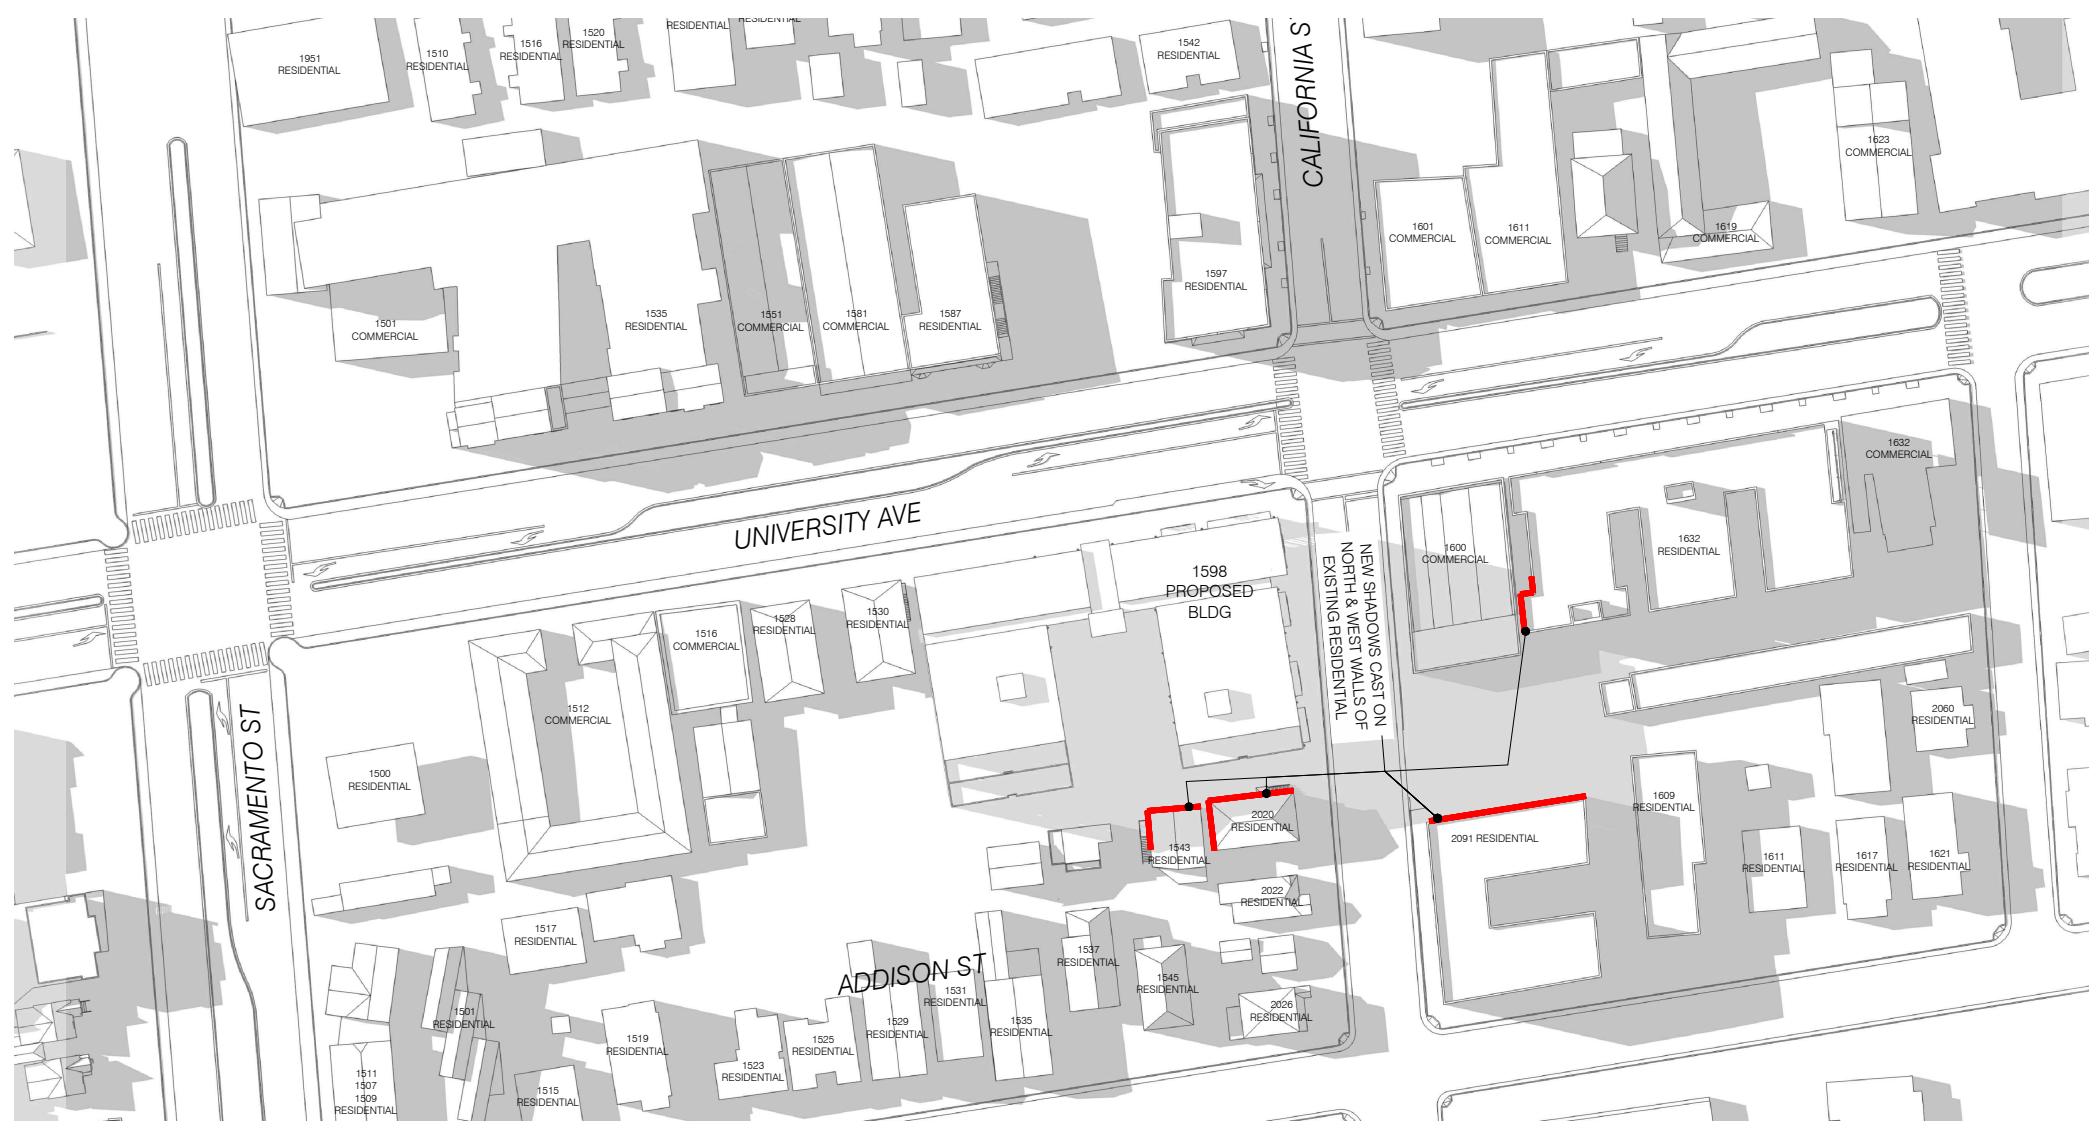 RESIDENTIAL
RESIDENTIAL
1951
RESIDENTIAL
1510
RESIDENTIAL
1516
RESIDENTIAL
1520
RESIDENTIAL
1542
RESIDENTIAL
CALIFORNIA S
1623
COMMERCIAL
1601
COMMERCIAL
1611
COMMERCIAL
1619
COMMERCIAL
1597
RESIDENTIAL
1501
COMMERCIAL
1535
RESIDENTIAL
1551
COMMERCIAL
1581
COMMERCIAL
1587
RESIDENTIAL
1632
COMMERCIAL
UNIVERSITY AVE
1600
COMMERCIAL
1632
RESIDENTIAL
1598
PROPOSED
BLDG
NEW SHADOWS CAST ON
NORTH & WEST WALLS OF
EXISTING RESIDENTIAL
1516
COMMERCIAL
1528
RESIDENTIAL
1530
RESIDENTIAL
1512
COMMERCIAL
2060
RESIDENTIAL
SACRAMENTO ST
1500
RESIDENTIAL
1609
RESIDENTIAL
2020
RESIDENTIAL
2091 RESIDENTIAL
1543
RESIDENTIAL
1611
RESIDENTIAL
1617
RESIDENTIAL
1621
RESIDENTIAL
2022
RESIDENTIAL
1517
RESIDENTIAL
ADDISON ST
1537
RESIDENTIAL
1545
RESIDENTIAL
1531
RESIDENTIAL
2026
RESIDENTIAL
1501
RESIDENTIAL
1519
RESIDENTIAL
1525
RESIDENTIAL
1529
RESIDENTIAL
1535
RESIDENTIAL
1523
RESIDENTIAL
1511
1507
1509
RESIDENTIAL
1515
RESIDENTIAL